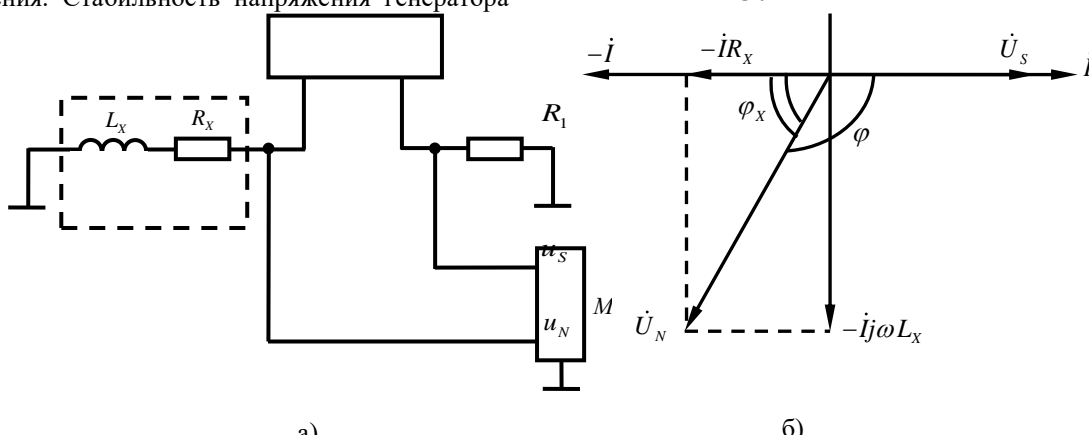 ения. Стабильность напряжения генератора
−İ
−İR_X
U̇_S
İ
L_X
R_X
R_1
φ_X
φ
u_S
u_N
M
U̇_N
−İjωL_X
а)
б)